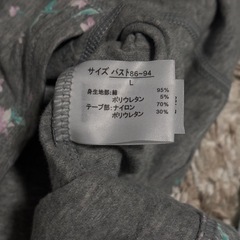 サイズ バスト86~94
L
身生地部:綿 95%
ポリウレタン 5%
テープ部:ナイロン 70%
ポリウレタン 30%